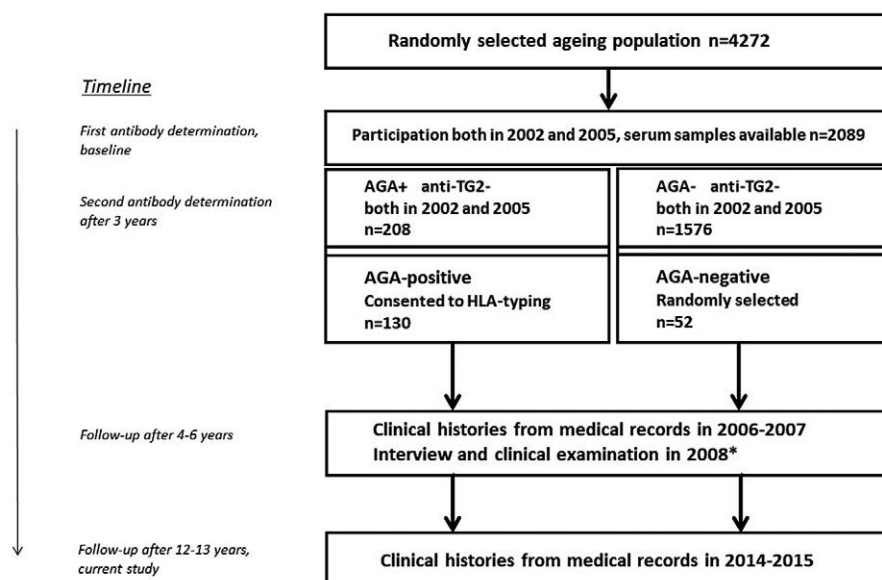 Randomly selected ageing population n=4272
Timeline
First antibody determination,
baseline
Participation both in 2002 and 2005, serum samples available n=2089
Second antibody determination
after 3 years
AGA+ anti-TG2-
both in 2002 and 2005
n=208
AGA- anti-TG2-
both in 2002 and 2005
n=1576
AGA-positive
Consented to HLA-typing
n=130
AGA-negative
Randomly selected
n=52
Follow-up after 4-6 years
Clinical histories from medical records in 2006-2007
Interview and clinical examination in 2008*
Follow-up after 12-13 years,
current study
Clinical histories from medical records in 2014-2015